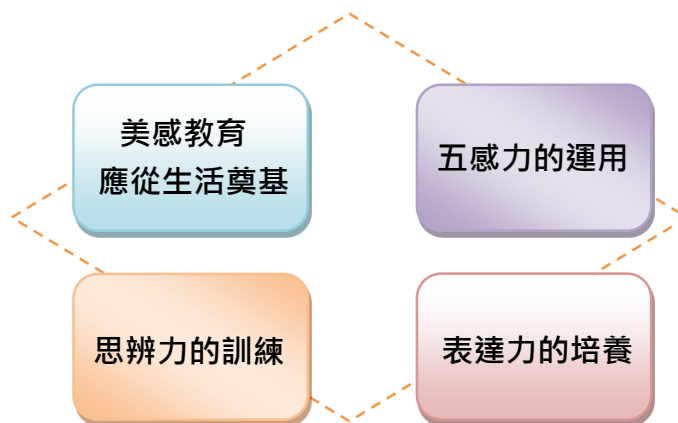 美感教育
應從生活奠基
五感力的運用
思辨力的訓練
表達力的培養